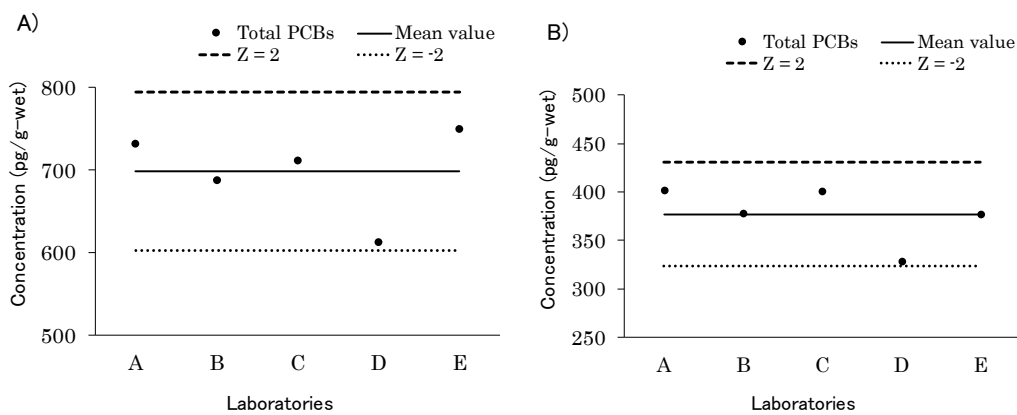 A)
Total PCBs Mean value
Z = 2 Z = -2
Concentration (pg/g-wet)
800
700
600
500
A B C D E
Laboratories
B)
Total PCBs Mean value
Z = 2 Z = -2
Concentration (pg/g-wet)
500
450
400
350
300
250
A B C D E
Laboratories